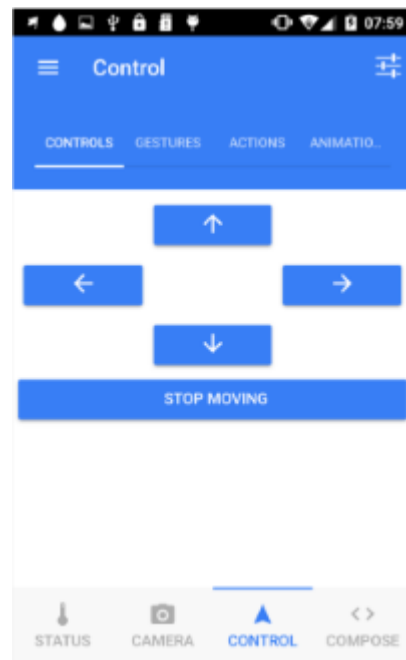 07:59
Control
CONTROLS GESTURES ACTIONS ANIMATIO...
STOP MOVING
STATUS CAMERA CONTROL COMPOSE